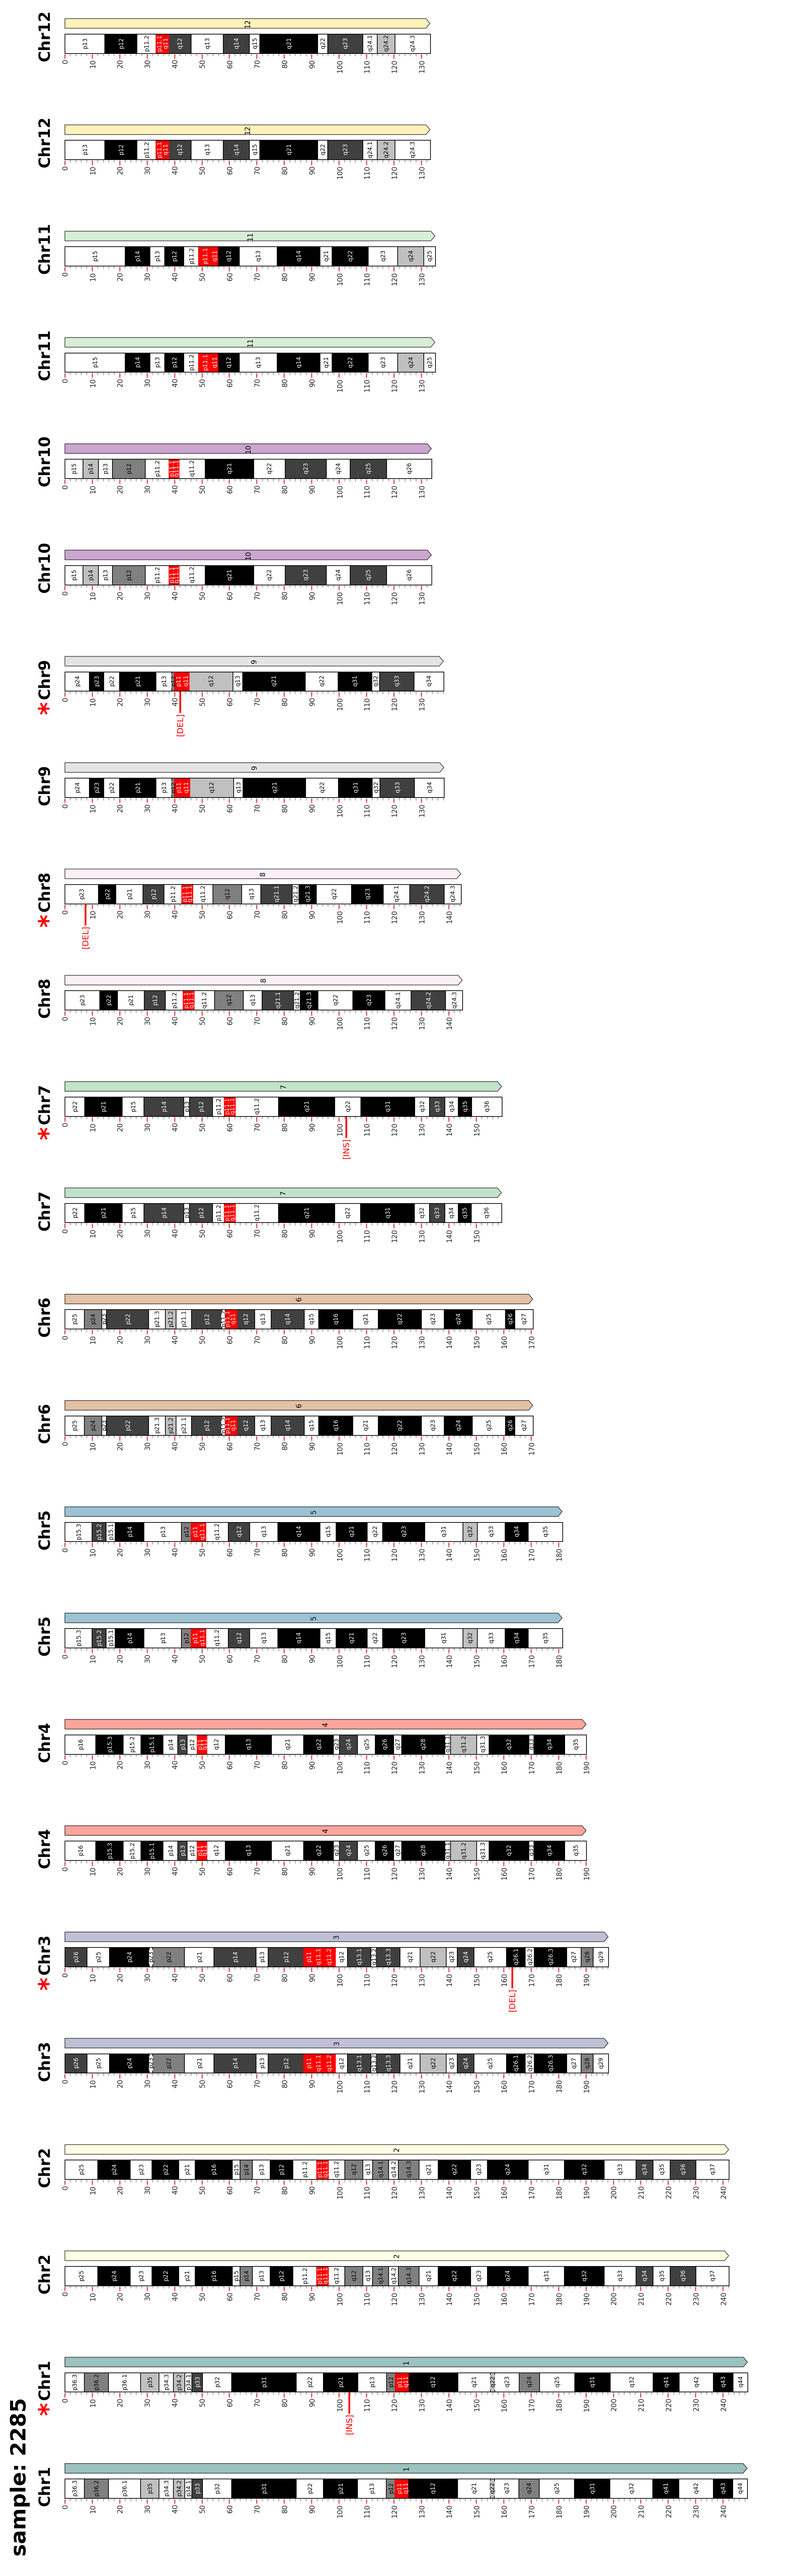 sample: 2285
Chr1
0 10 20 30 40 50 60 70 80 90 100 110 120 130 140 150 160 170 180 190 200 210 220 230 240
p36.3 p36.2 p36.1 p35 p34.3 p34.2 p34.1 p33 p32 p31 p22 p21 p13 p12 p11 q11 q12 q21 q23 q24 q25 q31 q32 q41 q42 q43 q44
1
*Chr1
0 10 20 30 40 50 60 70 80 90 100 110 120 130 140 150 160 170 180 190 200 210 220 230 240
[INS]
p36.3 p36.2 p36.1 p35 p34.3 p34.2 p34.1 p33 p32 p31 p22 p21 p13 p12 p11 q11 q12 q21 q23 q24 q25 q31 q32 q41 q42 q43 q44
1
Chr2
0 10 20 30 40 50 60 70 80 90 100 110 120 130 140 150 160 170 180 190 200 210 220 230 240
p25 p24 p23 p22 p21 p16 p15 p14 p13 p12 p11.2 p11.1 q11.1 q11.2 q12 q13 q14.1 q14.2 q14.3 q21 q22 q23 q24 q31 q32 q33 q34 q35 q36 q37
2
Chr2
0 10 20 30 40 50 60 70 80 90 100 110 120 130 140 150 160 170 180 190 200 210 220 230 240
p25 p24 p23 p22 p21 p16 p15 p14 p13 p12 p11.2 p11.1 q11.1 q11.2 q12 q13 q14.1 q14.2 q14.3 q21 q22 q23 q24 q31 q32 q33 q34 q35 q36 q37
2
Chr3
0 10 20 30 40 50 60 70 80 90 100 110 120 130 140 150 160 170 180 190
p26 p25 p24 p23 p22 p21 p14 p13 p12 p11 q11.1 q11.2 q12 q13.1 q13.2 q13.3 q21 q22 q23 q24 q25 q26.1 q26.2 q26.3 q27 q28 q29
3
*Chr3
0 10 20 30 40 50 60 70 80 90 100 110 120 130 140 150 160 170 180 190
[DEL]
p26 p25 p24 p23 p22 p21 p14 p13 p12 p11 q11.1 q11.2 q12 q13.1 q13.2 q13.3 q21 q22 q23 q24 q25 q26.1 q26.2 q26.3 q27 q28 q29
3
Chr4
0 10 20 30 40 50 60 70 80 90 100 110 120 130 140 150 160 170 180 190
p16 p15.3 p15.2 p15.1 p14 p13 p12 p11 q11 q12 q13 q21 q22 q23 q24 q25 q26 q27 q28 q31.1 q31.2 q31.3 q32 q33 q34 q35
4
Chr4
0 10 20 30 40 50 60 70 80 90 100 110 120 130 140 150 160 170 180 190
p16 p15.3 p15.2 p15.1 p14 p13 p12 p11 q11 q12 q13 q21 q22 q23 q24 q25 q26 q27 q28 q31.1 q31.2 q31.3 q32 q33 q34 q35
4
Chr5
0 10 20 30 40 50 60 70 80 90 100 110 120 130 140 150 160 170 180
p15.3 p15.2 p15.1 p14 p13 p12 p11 q11.1 q11.2 q12 q13 q14 q15 q21 q22 q23 q31 q32 q33 q34 q35
5
Chr5
0 10 20 30 40 50 60 70 80 90 100 110 120 130 140 150 160 170 180
p15.3 p15.2 p15.1 p14 p13 p12 p11 q11.1 q11.2 q12 q13 q14 q15 q21 q22 q23 q31 q32 q33 q34 q35
5
Chr6
0 10 20 30 40 50 60 70 80 90 100 110 120 130 140 150 160 170
p25 p24 p23 p22 p21.3 p21.2 p21.1 p12 p11.2 p11.1 q11 q12 q13 q14 q15 q16 q21 q22 q23 q24 q25 q26 q27
6
Chr6
0 10 20 30 40 50 60 70 80 90 100 110 120 130 140 150 160 170
p25 p24 p23 p22 p21.3 p21.2 p21.1 p12 p11.2 p11.1 q11 q12 q13 q14 q15 q16 q21 q22 q23 q24 q25 q26 q27
6
Chr7
0 10 20 30 40 50 60 70 80 90 100 110 120 130 140 150
p22 p21 p15 p14 p13 p12 p11.2 p11.1 q11.1 q11.2 q21 q22 q31 q32 q33 q34 q35 q36
7
*Chr7
0 10 20 30 40 50 60 70 80 90 100 110 120 130 140 150
[INS]
p22 p21 p15 p14 p13 p12 p11.2 p11.1 q11.1 q11.2 q21 q22 q31 q32 q33 q34 q35 q36
7
Chr8
0 10 20 30 40 50 60 70 80 90 100 110 120 130 140
p23 p22 p21 p12 p11.2 p11.1 q11.1 q11.2 q12 q13 q21.1 q21.2 q21.3 q22 q23 q24.1 q24.2 q24.3
8
*Chr8
0 10 20 30 40 50 60 70 80 90 100 110 120 130 140
[DEL]
p23 p22 p21 p12 p11.2 p11.1 q11.1 q11.2 q12 q13 q21.1 q21.2 q21.3 q22 q23 q24.1 q24.2 q24.3
8
Chr9
0 10 20 30 40 50 60 70 80 90 100 110 120 130
p24 p23 p22 p21 p13 p12 p11 q11 q12 q13 q21 q22 q31 q32 q33 q34
9
*Chr9
0 10 20 30 40 50 60 70 80 90 100 110 120 130
[DEL]
p24 p23 p22 p21 p13 p12 p11 q11 q12 q13 q21 q22 q31 q32 q33 q34
9
Chr10
0 10 20 30 40 50 60 70 80 90 100 110 120 130
p15 p14 p13 p12 p11.2 p11.1 q11.1 q11.2 q21 q22 q23 q24 q25 q26
10
Chr10
0 10 20 30 40 50 60 70 80 90 100 110 120 130
p15 p14 p13 p12 p11.2 p11.1 q11.1 q11.2 q21 q22 q23 q24 q25 q26
10
Chr11
0 10 20 30 40 50 60 70 80 90 100 110 120 130
p15 p14 p13 p12 p11.2 p11.1 q11 q12 q13 q14 q21 q22 q23 q24 q25
11
Chr11
0 10 20 30 40 50 60 70 80 90 100 110 120 130
p15 p14 p13 p12 p11.2 p11.1 q11 q12 q13 q14 q21 q22 q23 q24 q25
11
Chr12
0 10 20 30 40 50 60 70 80 90 100 110 120 130
p13 p12 p11.2 p11.1 q11 q12 q13 q14 q15 q21 q22 q23 q24.1 q24.2 q24.3
12
Chr12
0 10 20 30 40 50 60 70 80 90 100 110 120 130
p13 p12 p11.2 p11.1 q11 q12 q13 q14 q15 q21 q22 q23 q24.1 q24.2 q24.3
12